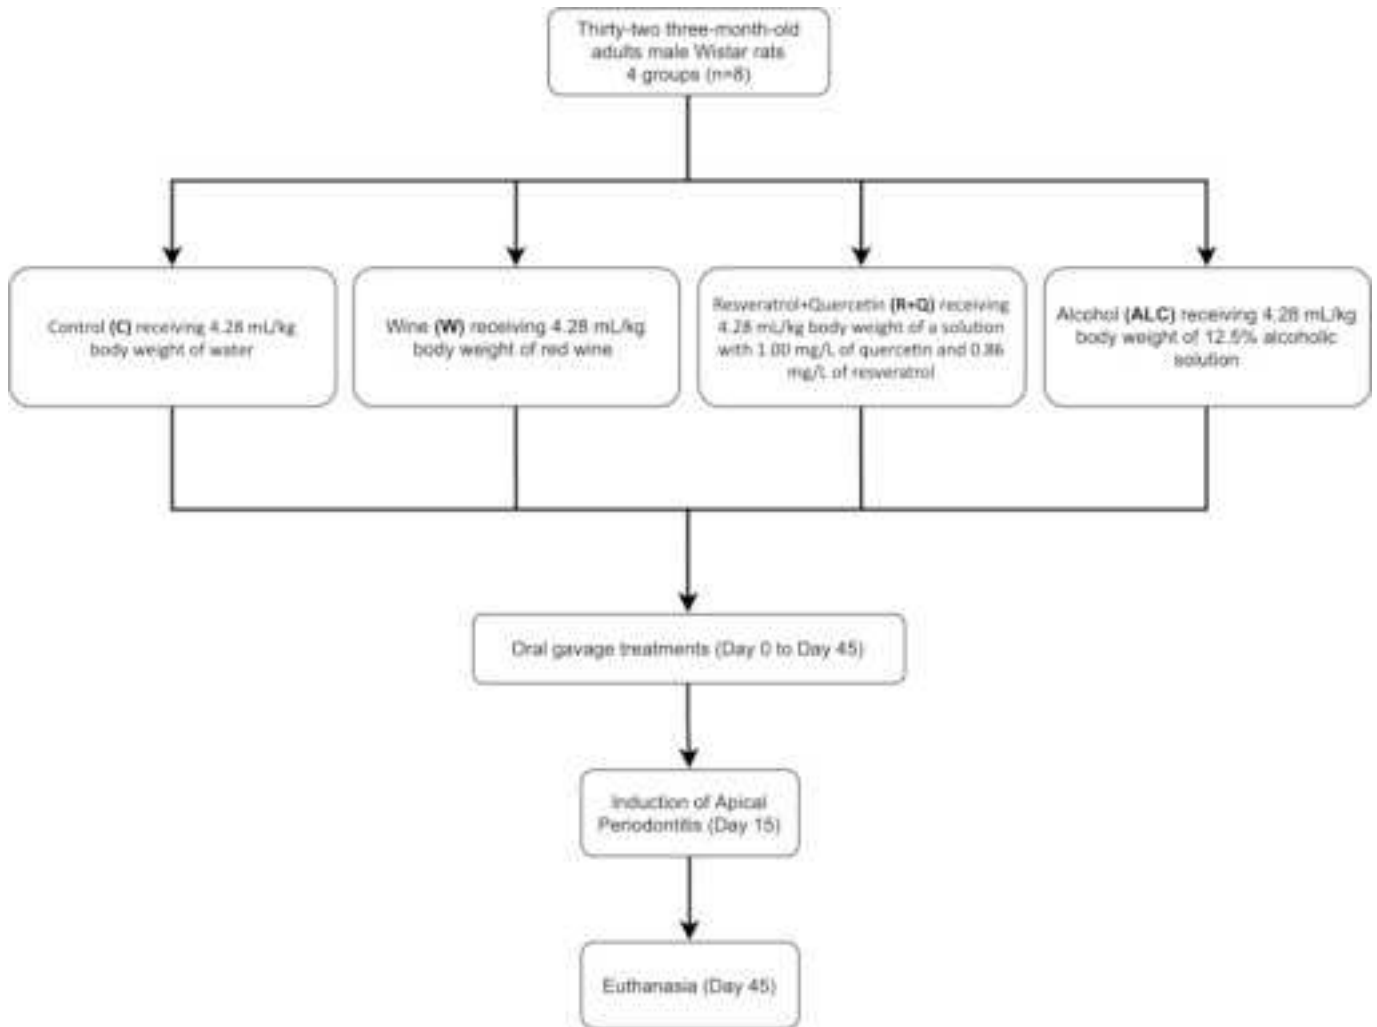 Thirty-two three-month-old
adults male Wistar rats
4 groups (n=8)
Control (C) receiving 4.28 mL/kg
body weight of water
Wine (W) receiving 4.28 mL/kg
body weight of red wine
Resveratrol+Quercetin (R+Q) receiving
4.28 mL/kg body weight of a solution
with 1.00 mg/L of quercetin and 0.86
mg/L of resveratrol
Alcohol (ALC) receiving 4.28 mL/kg
body weight of 12.5% alcoholic
solution
Oral gavage treatments (Day 0 to Day 45)
Induction of Apical
Periodontitis (Day 15)
Euthanasia (Day 45)